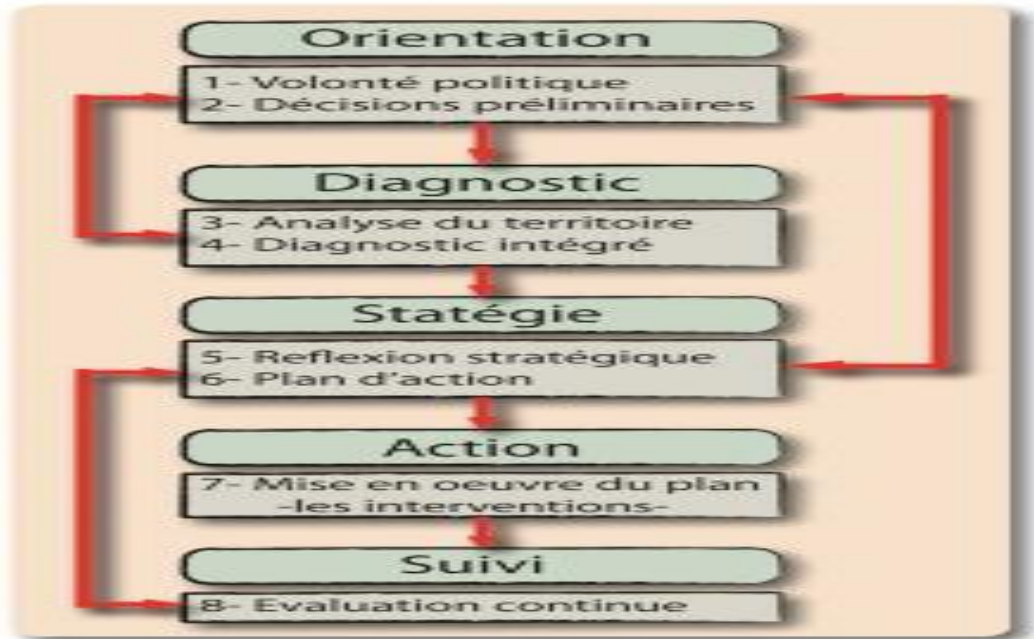 Orientation
1- Volonté politique
2- Décisions préliminaires
Diagnostic
3- Analyse du territoire
4- Diagnostic intégré
Statégie
5- Reflexion stratégique
6- Plan d'action
Action
7- Mise en oeuvre du plan
-les interventions-
Suivi
8- Evaluation continue